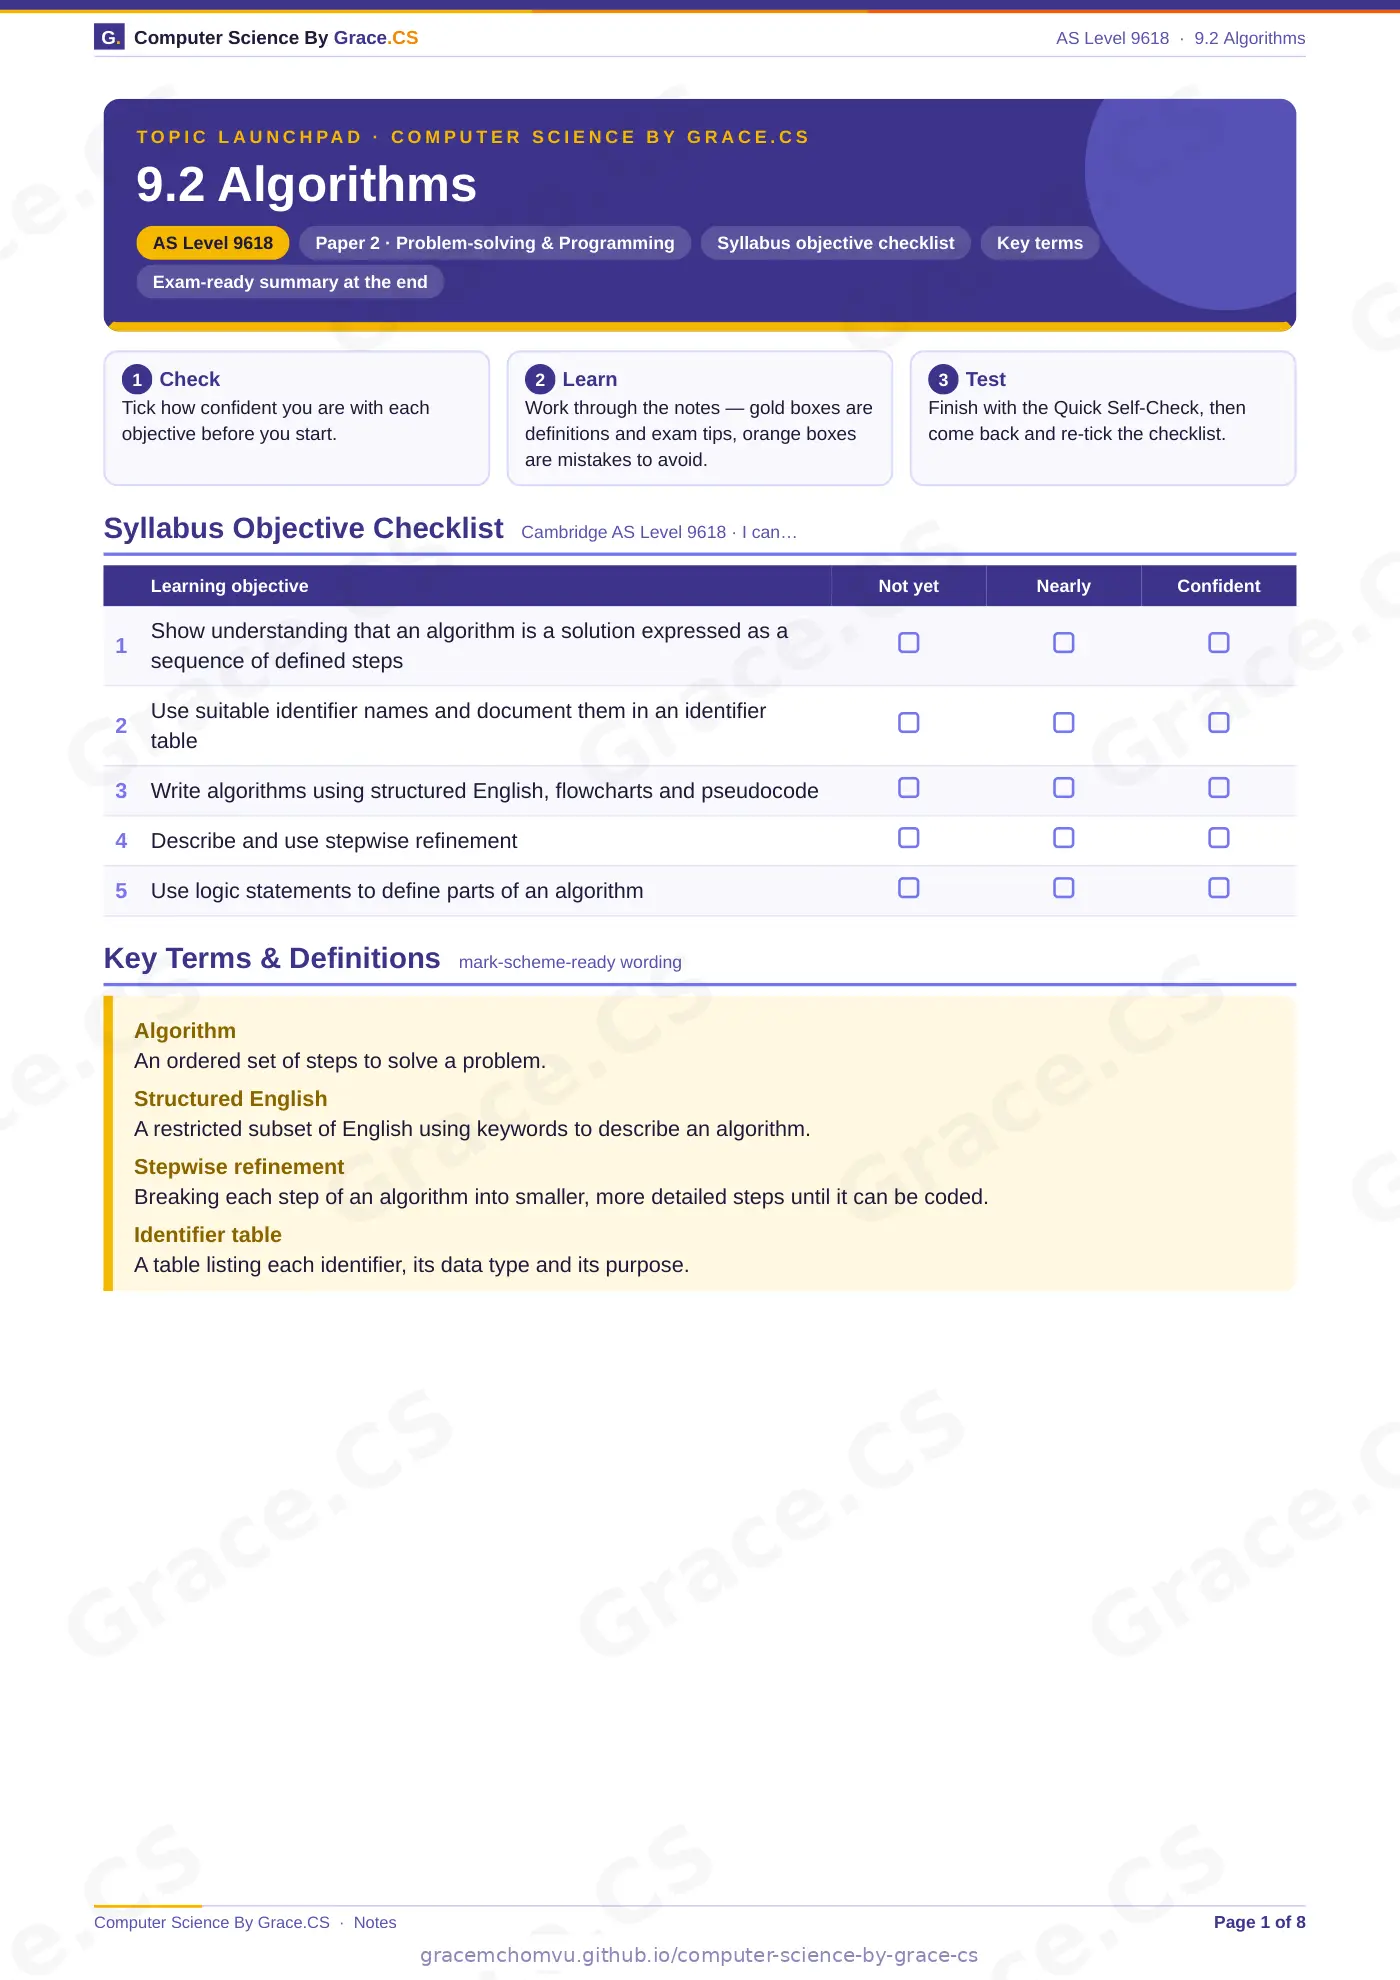 G. Computer Science By Grace.CS
AS Level 9618 · 9.2 Algorithms
TOPIC LAUNCHPAD · COMPUTER SCIENCE BY GRACE.CS
9.2 Algorithms
AS Level 9618 Paper 2 · Problem-solving & Programming Syllabus objective checklist Key terms
Exam-ready summary at the end
1 Check
Tick how confident you are with each
objective before you start.
2 Learn
Work through the notes — gold boxes are
definitions and exam tips, orange boxes
are mistakes to avoid.
3 Test
Finish with the Quick Self-Check, then
come back and re-tick the checklist.
Syllabus Objective Checklist Cambridge AS Level 9618 · I can…
Learning objective Not yet Nearly Confident
1 Show understanding that an algorithm is a solution expressed as a
sequence of defined steps
2 Use suitable identifier names and document them in an identifier
table
3 Write algorithms using structured English, flowcharts and pseudocode
4 Describe and use stepwise refinement
5 Use logic statements to define parts of an algorithm
Key Terms & Definitions mark-scheme-ready wording
Algorithm
An ordered set of steps to solve a problem.
Structured English
A restricted subset of English using keywords to describe an algorithm.
Stepwise refinement
Breaking each step of an algorithm into smaller, more detailed steps until it can be coded.
Identifier table
A table listing each identifier, its data type and its purpose.
Grace.CS
Computer Science By Grace.CS · Notes
Page 1 of 8
gracemchomvu.github.io/computer-science-by-grace-cs